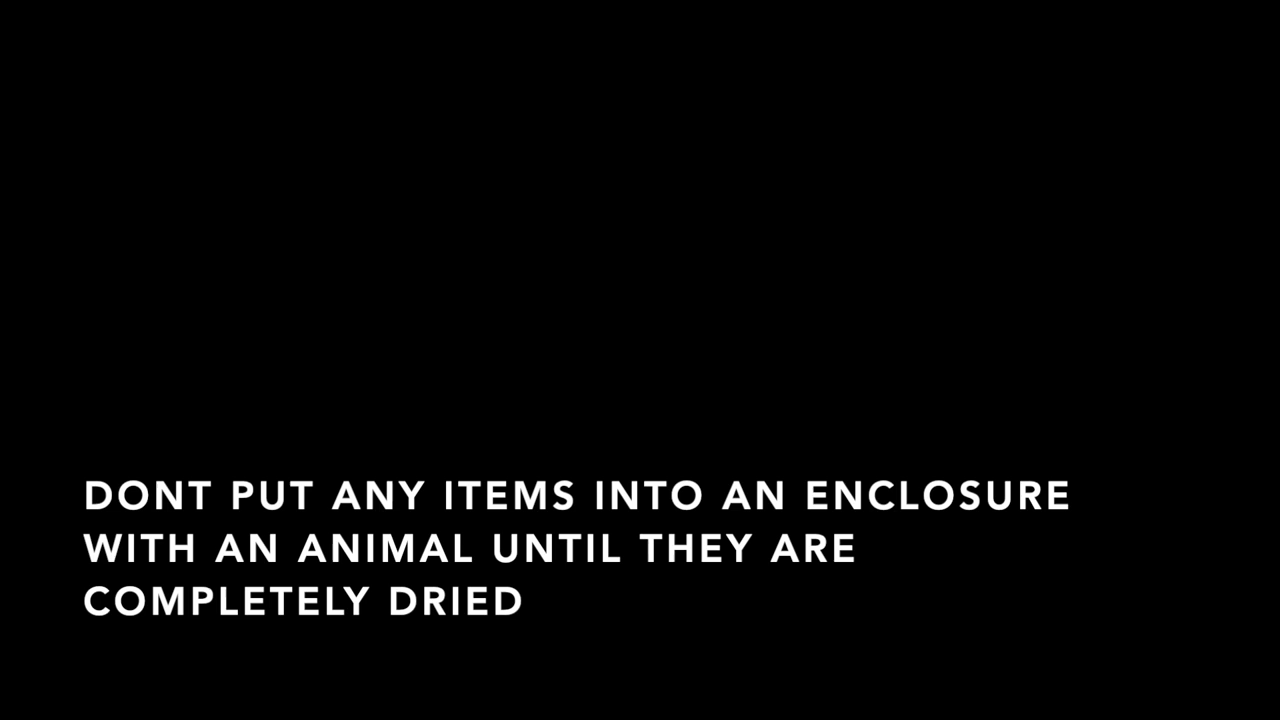 DONT PUT ANY ITEMS INTO AN ENCLOSURE
WITH AN ANIMAL UNTIL THEY ARE
COMPLETELY DRIED